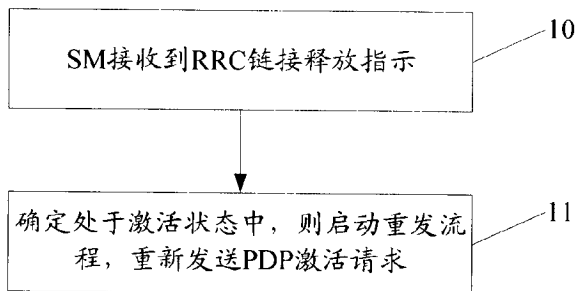 SM接收到RRC链接释放指示
10
确定处于激活状态中，则启动重发流
程，重新发送PDP激活请求
11